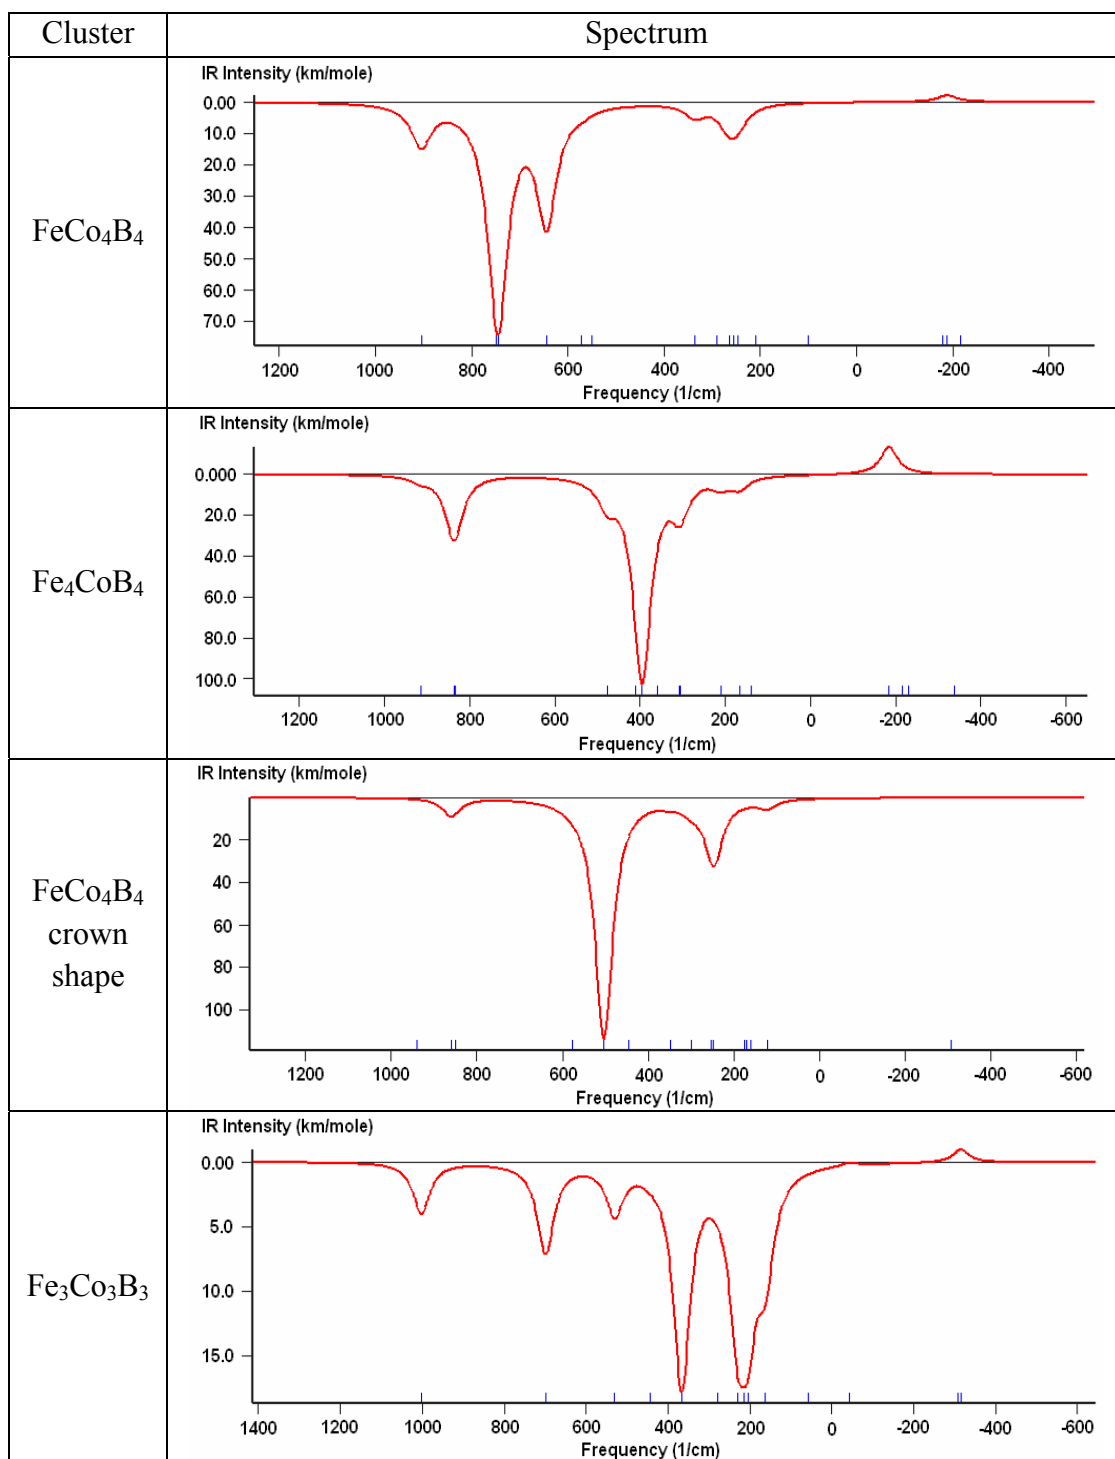 Cluster Spectrum
IR Intensity (km/mole)
0.00
10.0
20.0
30.0
40.0
50.0
60.0
70.0
FeCo₄B₄
1200 1000 800 600 400 200 0 -200 -400
Frequency (1/cm)
IR Intensity (km/mole)
0.000
20.0
40.0
60.0
80.0
100.0
Fe₄CoB₄
1200 1000 800 600 400 200 0 -200 -400 -600
Frequency (1/cm)
IR Intensity (km/mole)
20
40
60
80
100
FeCo₄B₄
crown
shape
1200 1000 800 600 400 200 0 -200 -400 -600
Frequency (1/cm)
IR Intensity (km/mole)
0.00
5.0
10.0
15.0
Fe₃Co₃B₃
1400 1200 1000 800 600 400 200 0 -200 -400 -600
Frequency (1/cm)